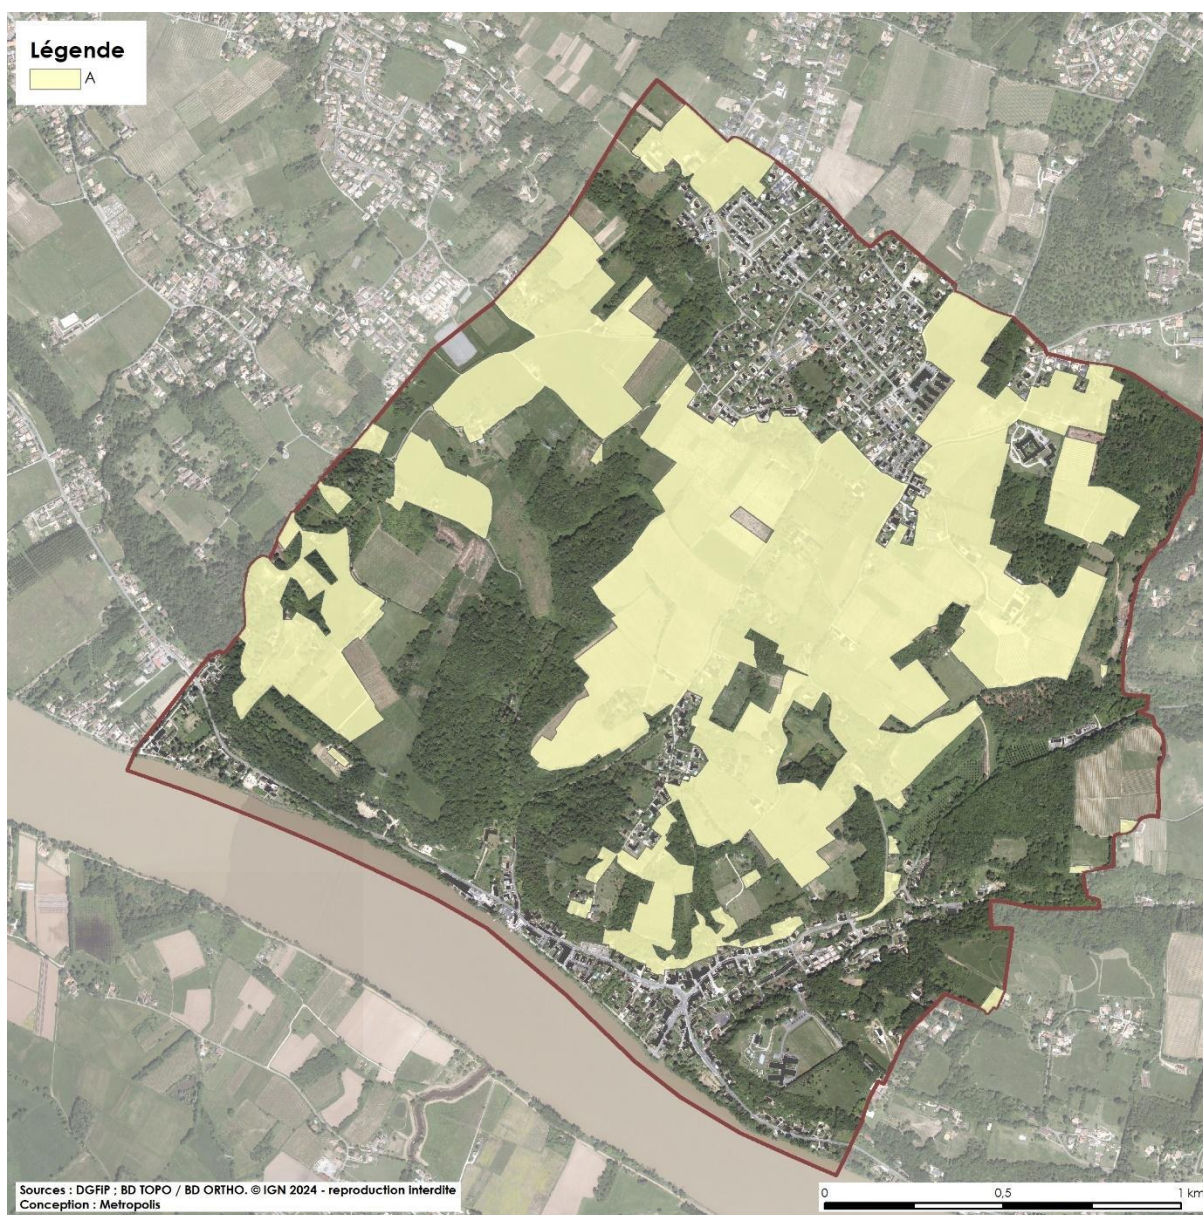 Légende
A
Sources : DGFiP ; BD TOPO / BD ORTHO. © IGN 2024 - reproduction interdite
Conception : Metropolis
0 0,5 1 km